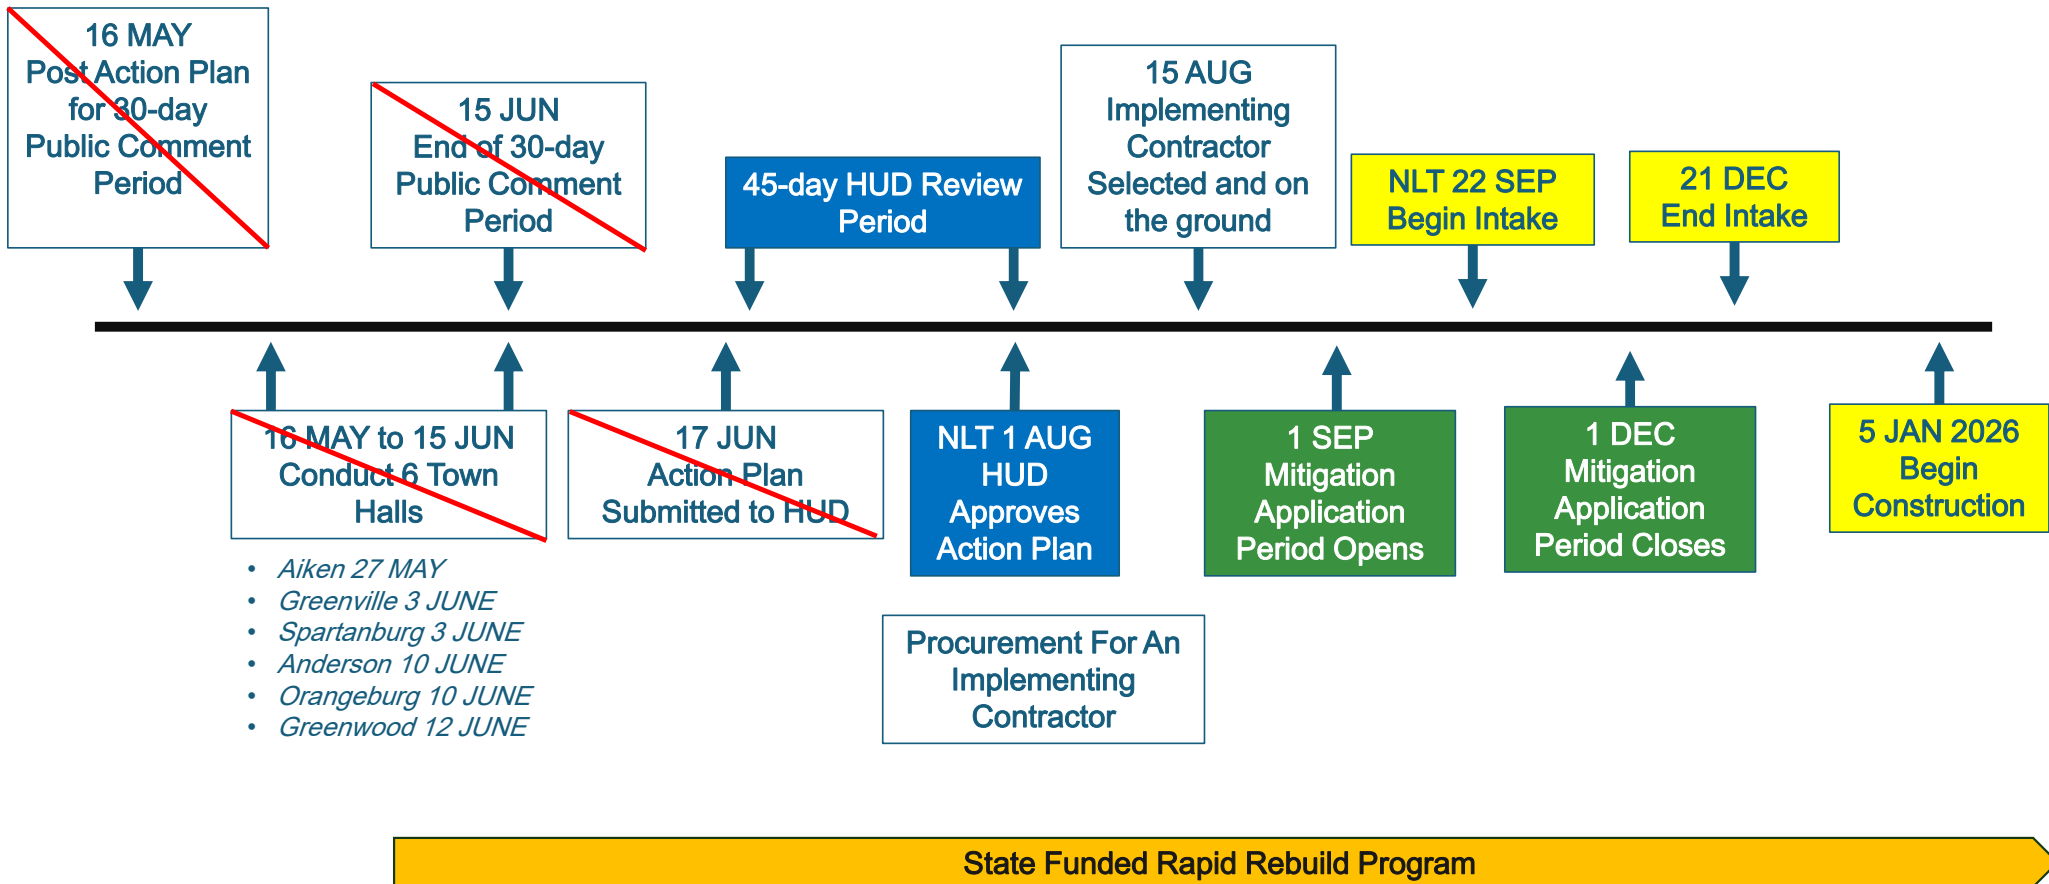 16 MAY
Post Action Plan
for 30-day
Public Comment
Period
15 JUN
End of 30-day
Public Comment
Period
45-day HUD Review
Period
15 AUG
Implementing
Contractor
Selected and on
the ground
NLT 22 SEP
Begin Intake
21 DEC
End Intake
16 MAY to 15 JUN
Conduct 6 Town
Halls
• Aiken 27 MAY
• Greenville 3 JUNE
• Spartanburg 3 JUNE
• Anderson 10 JUNE
• Orangeburg 10 JUNE
• Greenwood 12 JUNE
17 JUN
Action Plan
Submitted to HUD
NLT 1 AUG
HUD
Approves
Action Plan
Procurement For An
Implementing
Contractor
1 SEP
Mitigation
Application
Period Opens
1 DEC
Mitigation
Application
Period Closes
5 JAN 2026
Begin
Construction
State Funded Rapid Rebuild Program